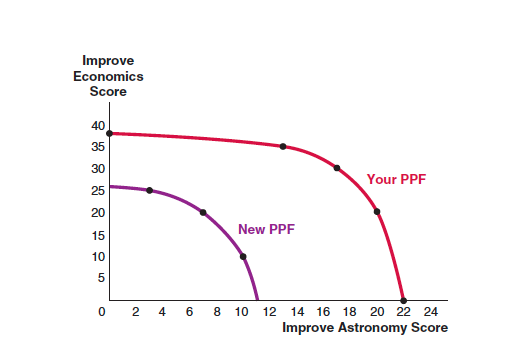 Improve
Economics
Score
40
35
30
25
20
15
10
5
Your PPF
New PPF
0 2 4 6 8 10 12 14 16 18 20 22 24
Improve Astronomy Score